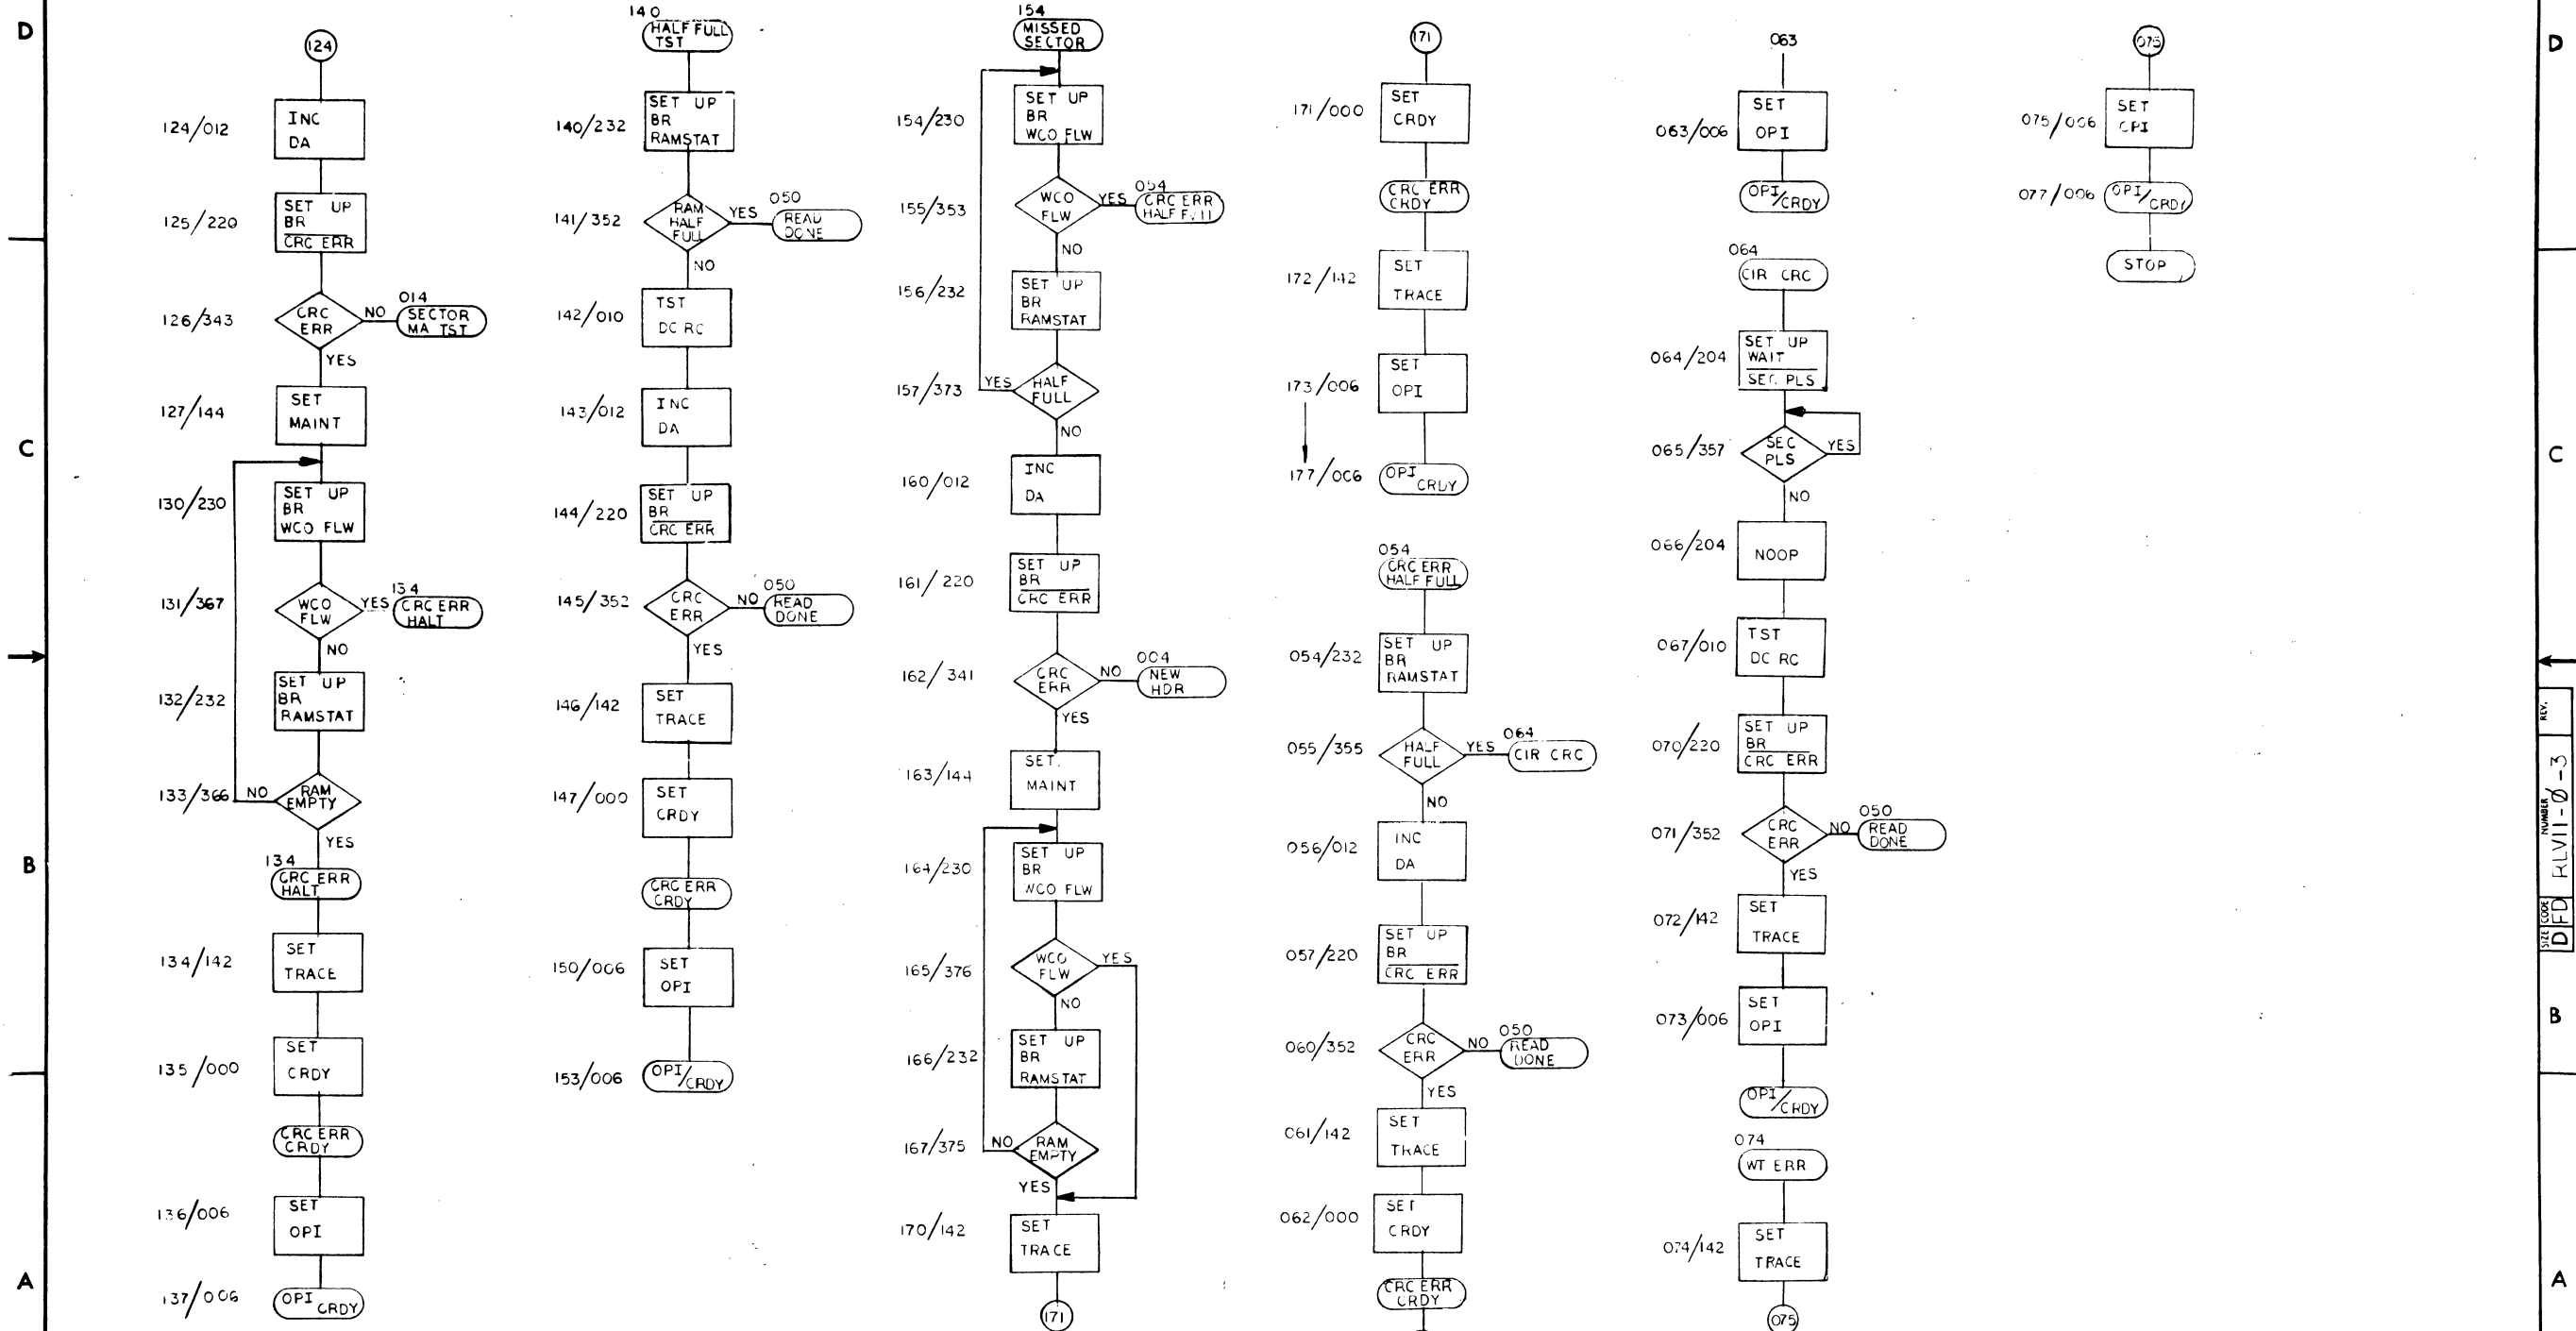 D
124
124/012
INC
DA
125/220
SET UP
BR
CRC ERR
126/343
CRC
ERR
NO
014
SECTOR
MA TST
YES
127/144
SET
MAINT
C
130/230
SET UP
BR
WCO FLW
131/367
WCO
FLW
YES
134
CRC ERR
HALT
NO
132/232
SET UP
BR
RAMSTAT
133/366
NO
RAM
EMPTY
YES
B
134
CRC ERR
HALT
134/142
SET
TRACE
135/000
SET
CRDY
CRC ERR
CRDY
136/006
SET
OPI
A
137/006
OPI
CRDY
140
HALF FULL
TST
140/232
SET UP
BR
RAMSTAT
141/352
RAM
HALF
FULL
YES
050
READ
DONE
NO
142/010
TST
DC RC
143/012
INC
DA
144/220
SET UP
BR
CRC ERR
145/352
CRC
ERR
NO
050
READ
DONE
YES
146/142
SET
TRACE
147/000
SET
CRDY
CRC ERR
CRDY
150/006
SET
OPI
153/006
OPI/CRDY
154
MISSED
SECTOR
154/230
SET UP
BR
WCO FLW
155/353
WCO
FLW
YES
054
CRC ERR
HALF FULL
NO
156/232
SET UP
BR
RAMSTAT
157/373
YES
HALF
FULL
NO
160/012
INC
DA
161/220
SET UP
BR
CRC ERR
162/341
CRC
ERR
NO
004
NEW
HDR
YES
163/144
SET
MAINT
164/230
SET UP
BR
WCO FLW
165/376
WCO
FLW
YES
NO
166/232
SET UP
BR
RAMSTAT
167/375
NO
RAM
EMPTY
YES
170/142
SET
TRACE
171
171
171/000
SET
CRDY
CRC ERR
CRDY
172/142
SET
TRACE
173/006
SET
OPI
177/006
OPI
CRDY
054
CRC ERR
HALF FULL
054/232
SET UP
BR
RAMSTAT
055/355
HALF
FULL
YES
064
CIR CRC
NO
056/012
INC
DA
057/220
SET UP
BR
CRC ERR
060/352
CRC
ERR
NO
050
READ
DONE
YES
061/142
SET
TRACE
062/000
SET
CRDY
CRC ERR
CRDY
063
063/006
SET
OPI
OPI/CRDY
064
CIR CRC
064/204
SET UP
WAIT
SEC PLS
065/357
SEC
PLS
YES
NO
066/204
NOOP
067/010
TST
DC RC
070/220
SET UP
BR
CRC ERR
071/352
CRC
ERR
NO
050
READ
DONE
YES
072/142
SET
TRACE
073/006
SET
OPI
OPI/CRDY
074
WT ERR
074/142
SET
TRACE
075
075
075/006
SET
OPI
077/006
OPI/CRDY
STOP
D
C
REV.
NUMBER
RLV11-0-3
CODE
FD
SIZE
D
B
A